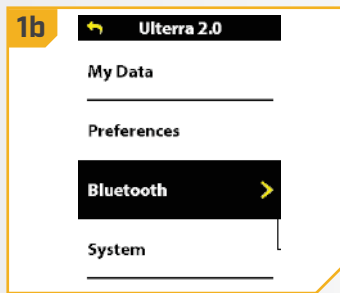 1b
Ulterra 2.0
My Data
Preferences
Bluetooth
System